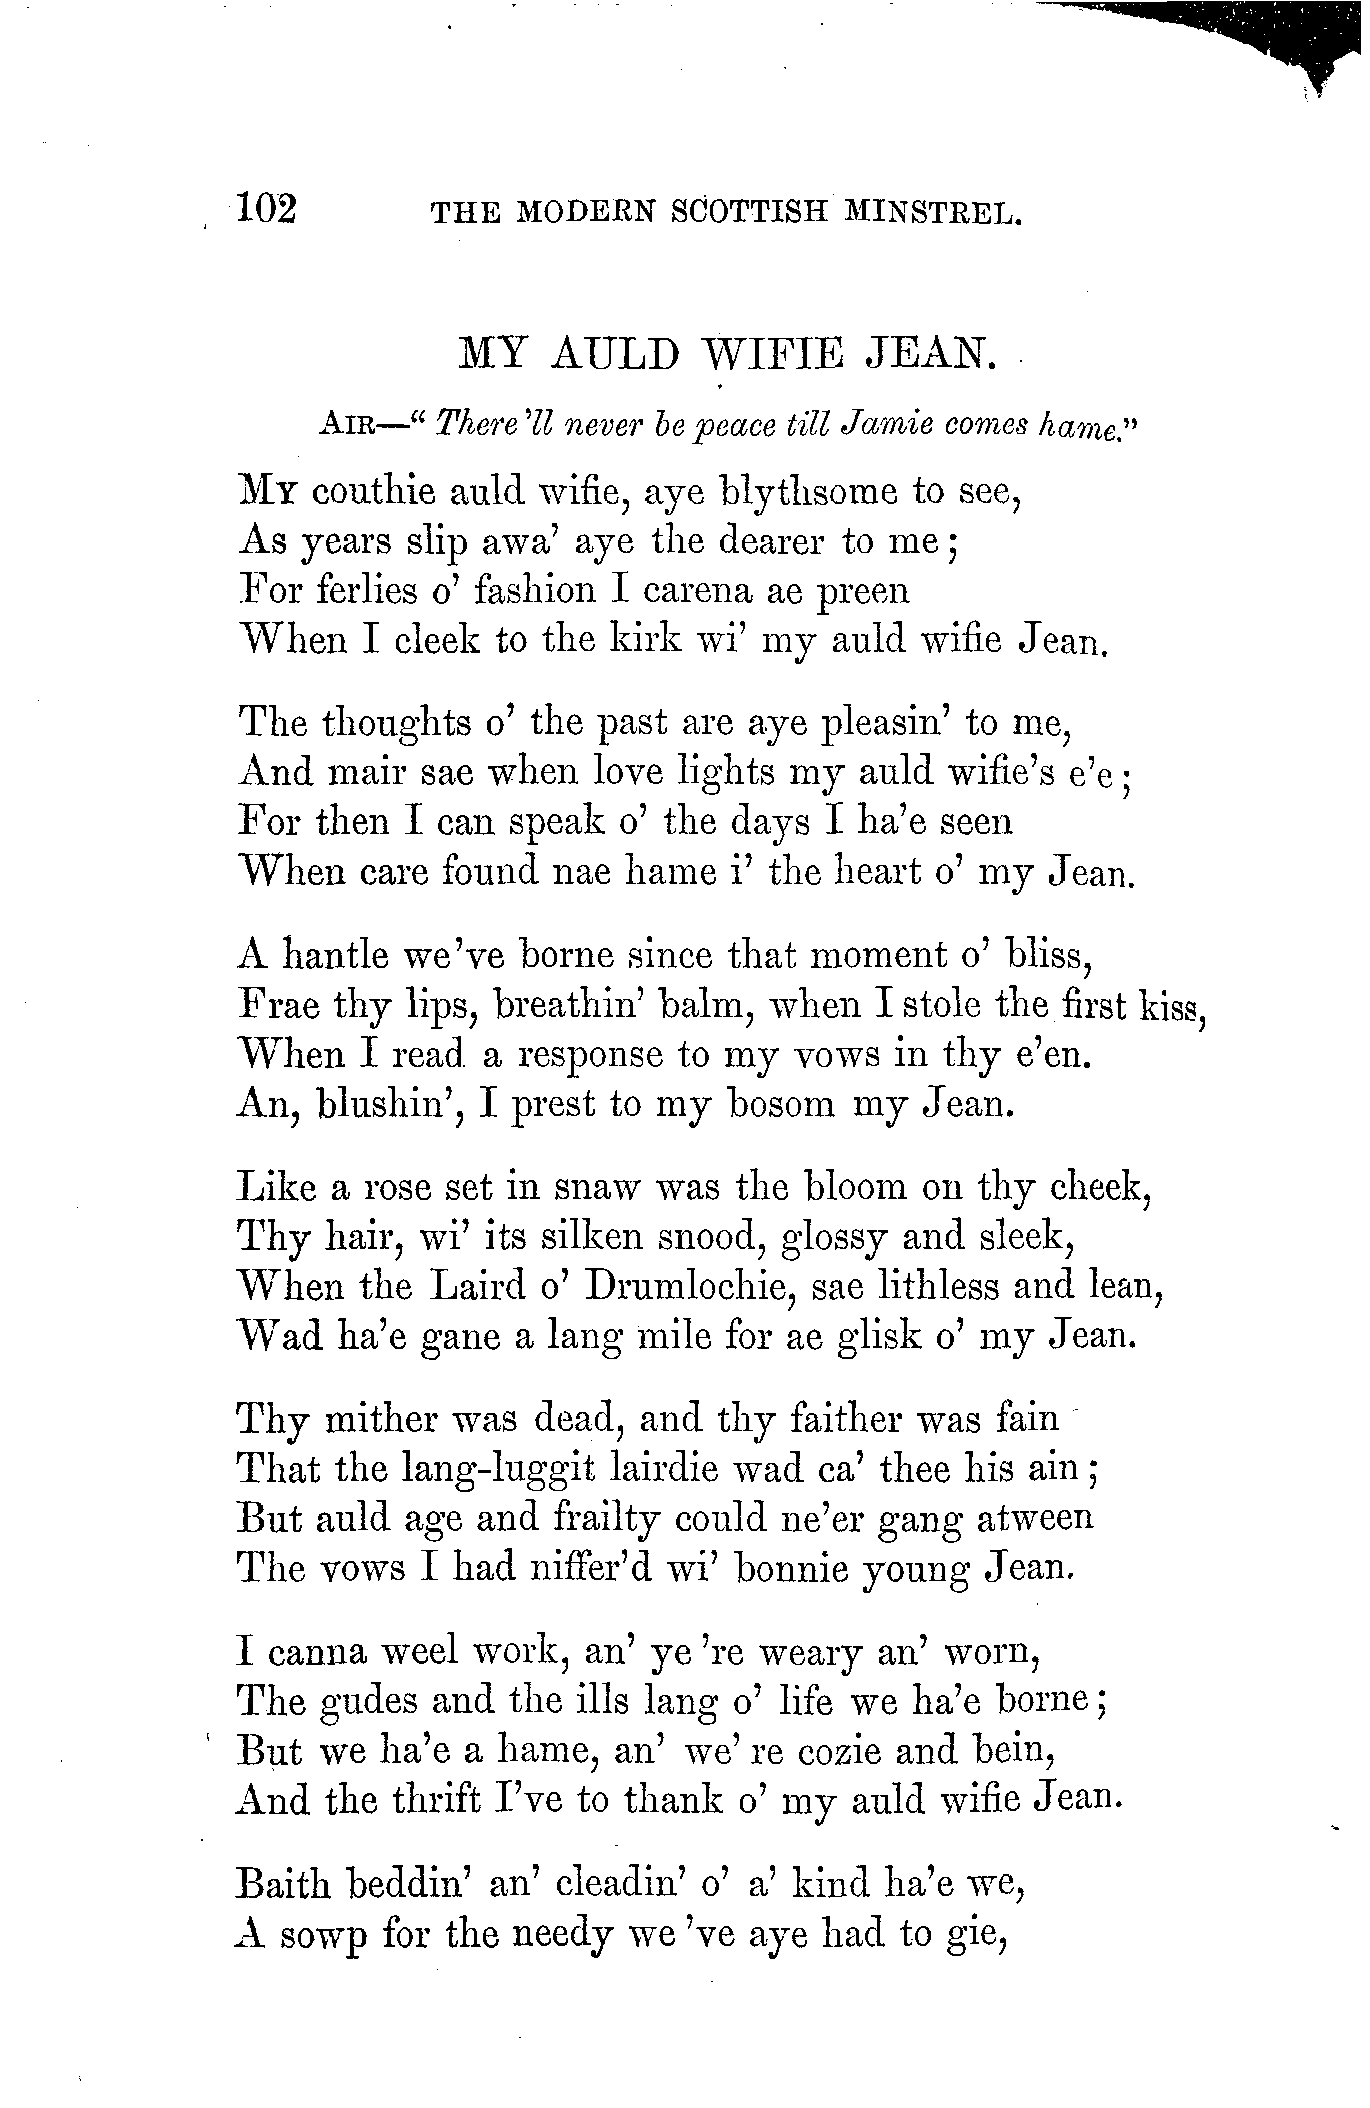 102 THE MODERN SCOTTISH MINSTREL.
MY AULD WIFIE JEAN.
AIR—“ There 'll never be peace till Jamie comes hame.”
MY couthie auld wifie, aye blythsome to see,
As years slip awa’ aye the dearer to me ;
For ferlies o’ fashion I carena ae preen
When I cleek to the kirk wi’ my auld wifie Jean.
The thoughts o’ the past are aye pleasin’ to me,
And mair sae when love lights my auld wifie’s e’e ;
For then I can speak o’ the days I ha’e seen
When care found nae hame i’ the heart o’ my Jean.
A hantle we’ve borne since that moment o’ bliss,
Frae thy lips, breathin’ balm, when I stole the first kiss,
When I read a response to my vows in thy e’en.
An, blushin’, I prest to my bosom my Jean.
Like a rose set in snaw was the bloom on thy cheek,
Thy hair, wi’ its silken snood, glossy and sleek,
When the Laird o’ Drumlochie, sae lithless and lean,
Wad ha’e gane a lang mile for ae glisk o’ my Jean.
Thy mither was dead, and thy faither was fain
That the lang-luggit lairdie wad ca’ thee his ain ;
But auld age and frailty could ne’er gang atween
The vows I had niffer’d wi’ bonnie young Jean.
I canna weel work, an’ ye ’re weary an’ worn,
The gudes and the ills lang o’ life we ha’e borne ;
But we ha’e a hame, an’ we’ re cozie and bein,
And the thrift I’ve to thank o’ my auld wifie Jean.
Baith beddin’ an’ cleadin’ o’ a’ kind ha’e we,
A sowp for the needy we ’ve aye had to gie,